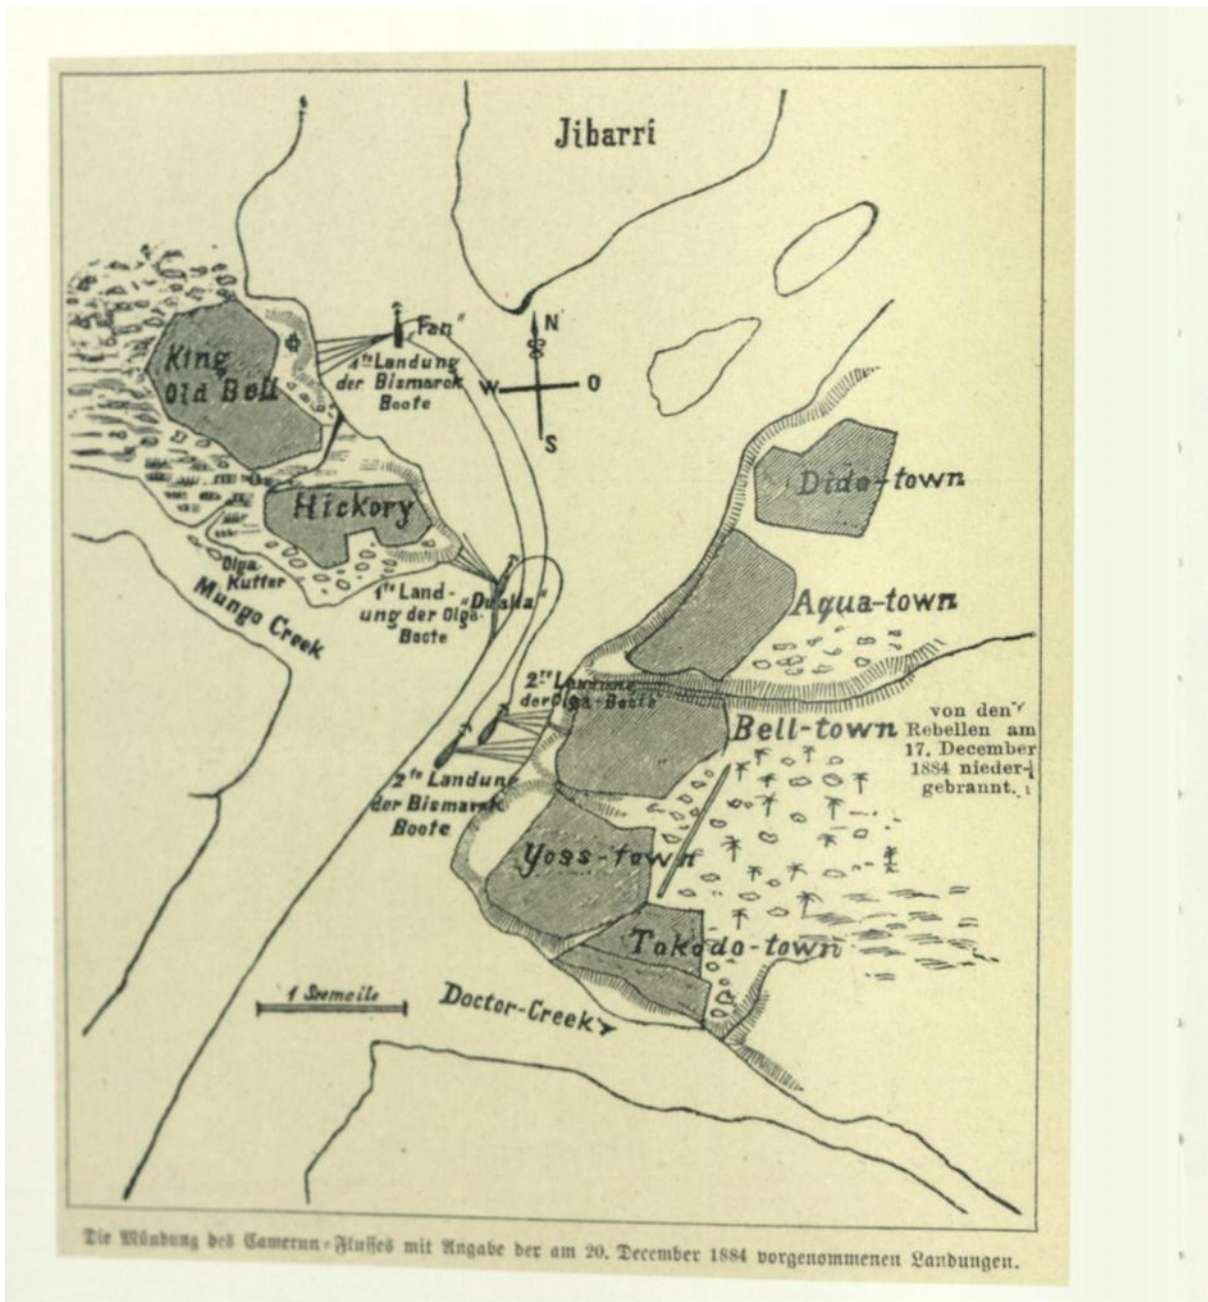 Jibarri
„Fan"
N
King
Old Bell
1te Landung
der Bismarck
Boote
W
O
S
Dido-town
Hickory
Olga
Kutter
Mungo Creek
1te Land-
ung der Olga-
Boote
„Dualla"
Aqua-town
2te Landung
der Olga-Boote
Bell-town
von den
Rebellen am
17. December
1884 nieder-
gebrannt.
2te Landung
der Bismarck
Boote
Yoss-town
Tokodo-town
1 Seemeile
Doctor-Creek
Die Mündung des Camerun-Flusses mit Angabe der am 20. December 1884 vorgenommenen Landungen.